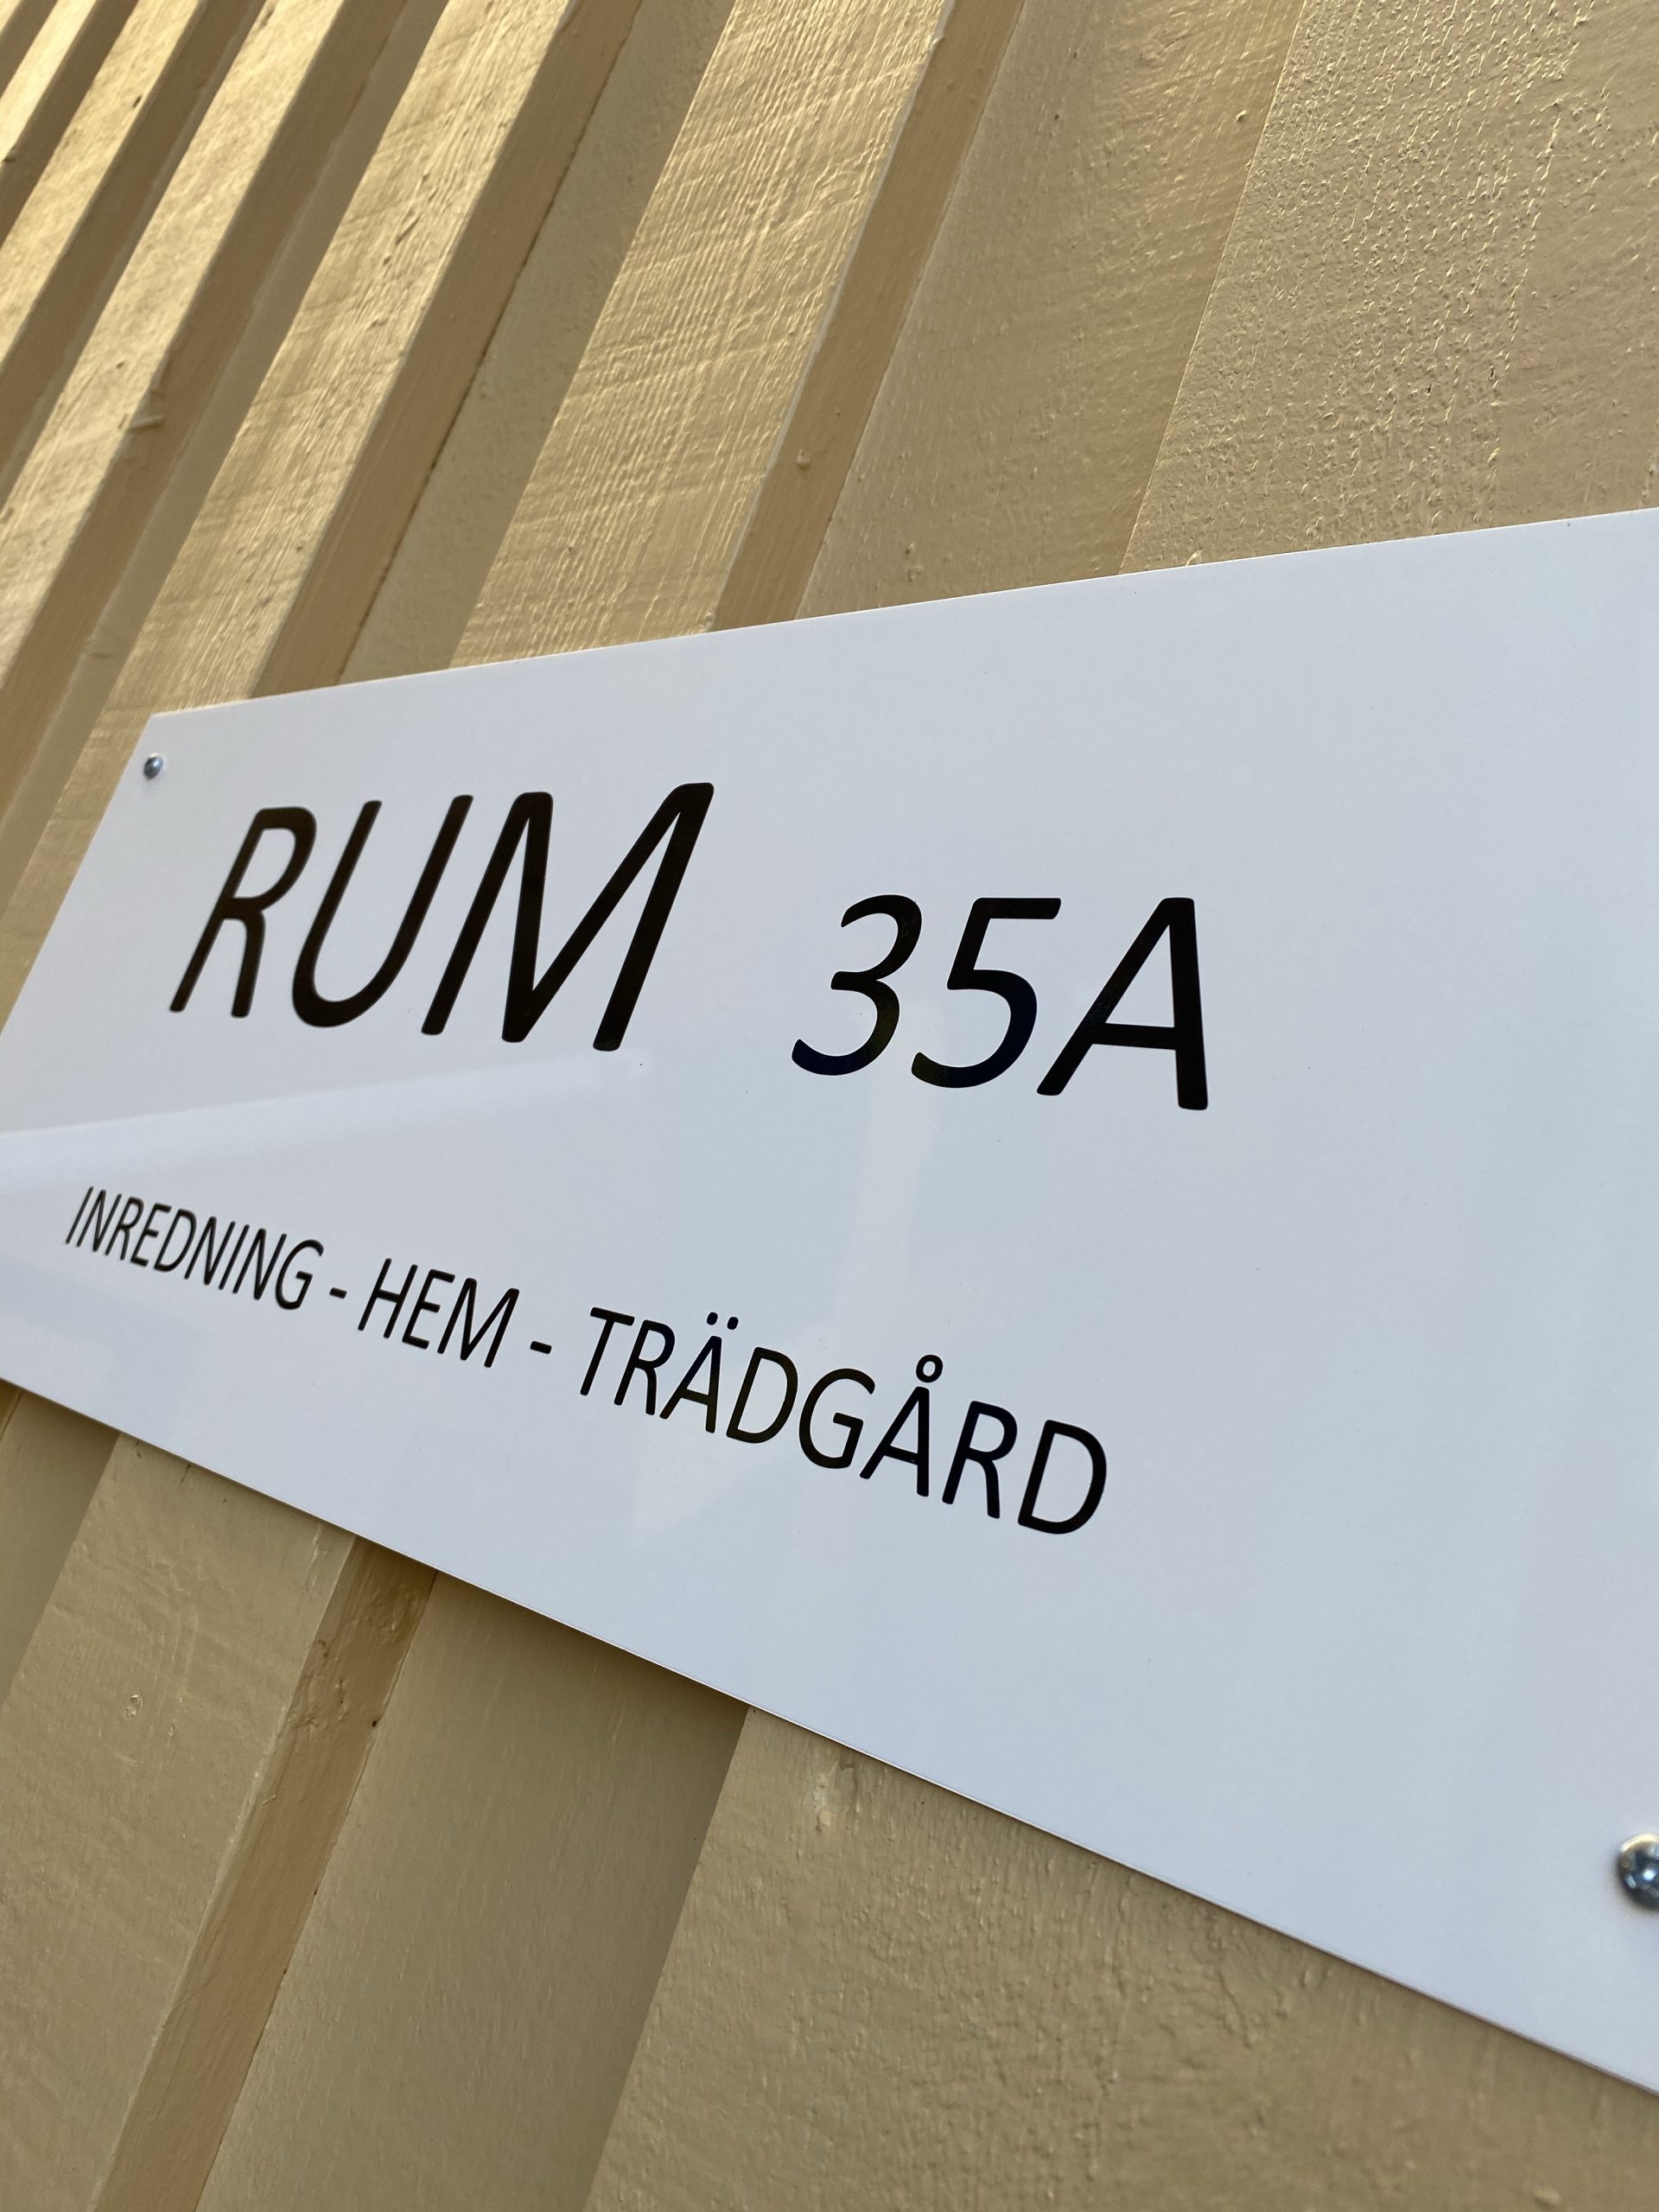 RUM 35A
INREDNING - HEM - TRÄDGÅRD